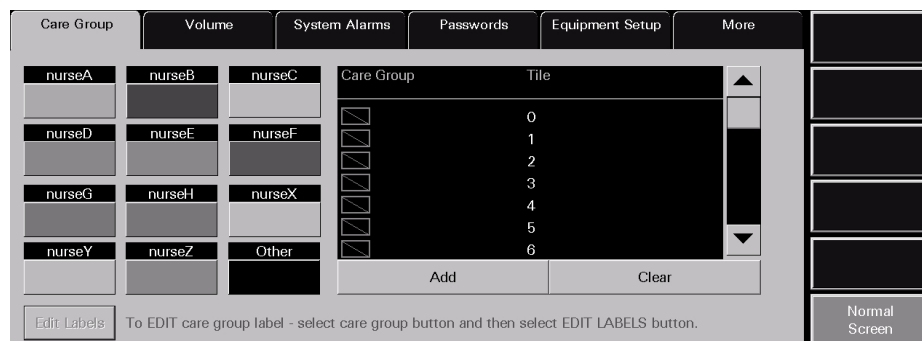 Care Group Volume System Alarms Passwords Equipment Setup More
nurseA nurseB nurseC
nurseD nurseE nurseF
nurseG nurseH nurseX
nurseY nurseZ Other
Care Group Tile
0
1
2
3
4
5
6
Add Clear
Edit Labels To EDIT care group label - select care group button and then select EDIT LABELS button.
Normal
Screen